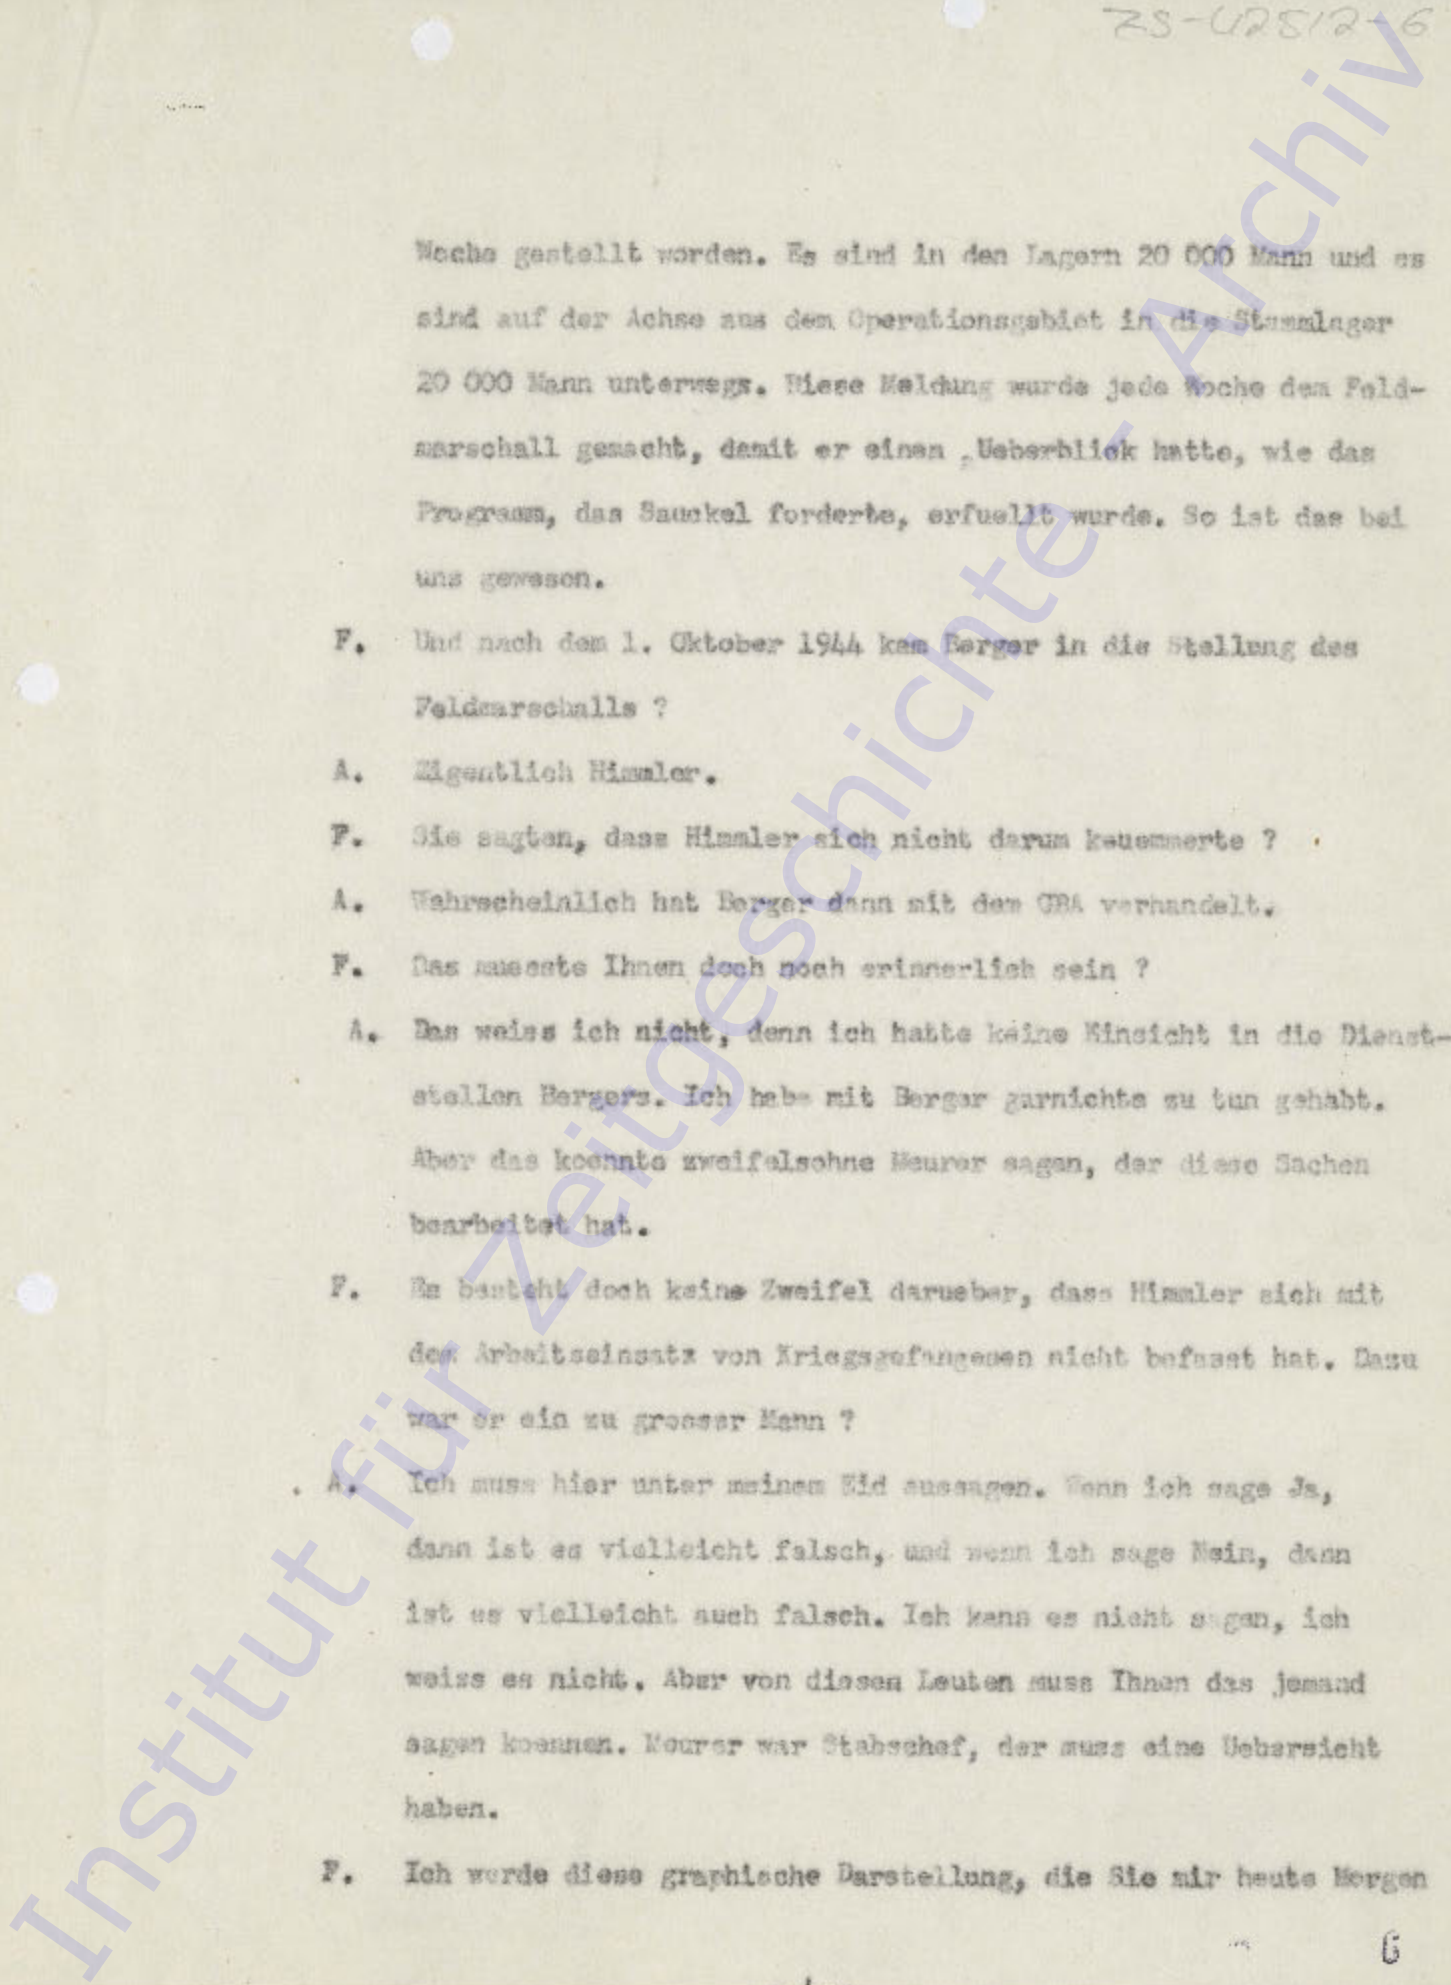 ZS-42512-6
Woche gestellt worden. Es sind in den Lagern 20 000 Mann und es
sind auf der Achse aus dem Operationsgebiet in die Stammlager
20 000 Mann unterwegs. Diese Meldung wurde jede Woche dem Feld-
marschall gemacht, damit er einen Ueberblick hatte, wie das
Programm, das Sauckel forderte, erfuellt wurde. So ist das bei
uns gewesen.
F. Und nach dem 1. Oktober 1944 kam Berger in die Stellung des
Feldmarschalls ?
A. Eigentlich Himmler.
F. Sie sagten, dass Himmler sich nicht darum keuemmerte ?
A. Wahrscheinlich hat Berger dann mit dem GBA verhandelt.
F. Das muesste Ihnen doch noch erinnerlich sein ?
A. Das weiss ich nicht, denn ich hatte keine Einsicht in die Dienst-
stellen Bergers. Ich habe mit Berger garnichts zu tun gehabt.
Aber das koennte zweifelsohne Meurer sagen, der diese Sachen
bearbeitet hat.
F. Es besteht doch keine Zweifel darueber, dass Himmler sich mit
dem Arbeitseinsatz von Kriegsgefangenen nicht befasst hat. Dazu
war er ein zu grosser Mann ?
A. Ich muss hier unter meinem Eid aussagen. Wenn ich sage Ja,
dann ist es vielleicht falsch, und wenn ich sage Nein, dann
ist es vielleicht auch falsch. Ich kann es nicht sagen, ich
weiss es nicht. Aber von diesen Leuten muss Ihnen das jemand
sagen koennen. Meurer war Stabschef, der muss eine Uebersicht
haben.
F. Ich werde diese graphische Darstellung, die Sie mir heute Morgen
6
Institut für Zeitgeschichte - Archiv